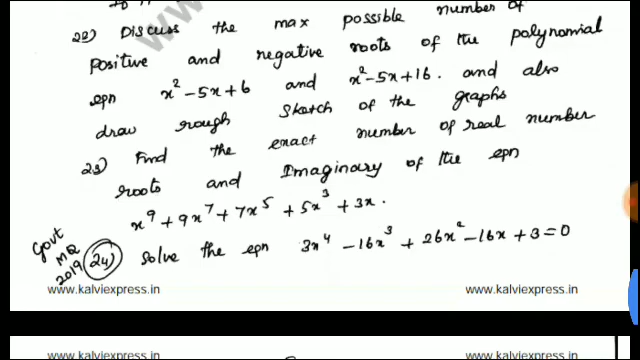 22) Discuss the max possible number of
positive and negative roots of the polynomial
eqn x² - 5x + 6 and x² - 5x + 16. and also
draw rough sketch of the graphs
23) Find the exact number of real number
roots and Imaginary of the eqn
x⁹ + 9x⁷ + 7x⁵ + 5x³ + 3x.
Govt MQ 2019 24) Solve the eqn 3x⁴ - 16x³ + 26x² - 16x + 3 = 0
www.kalviexpress.in www.kalviexpress.in
www.kalviexpress.in www.kalviexpress.in